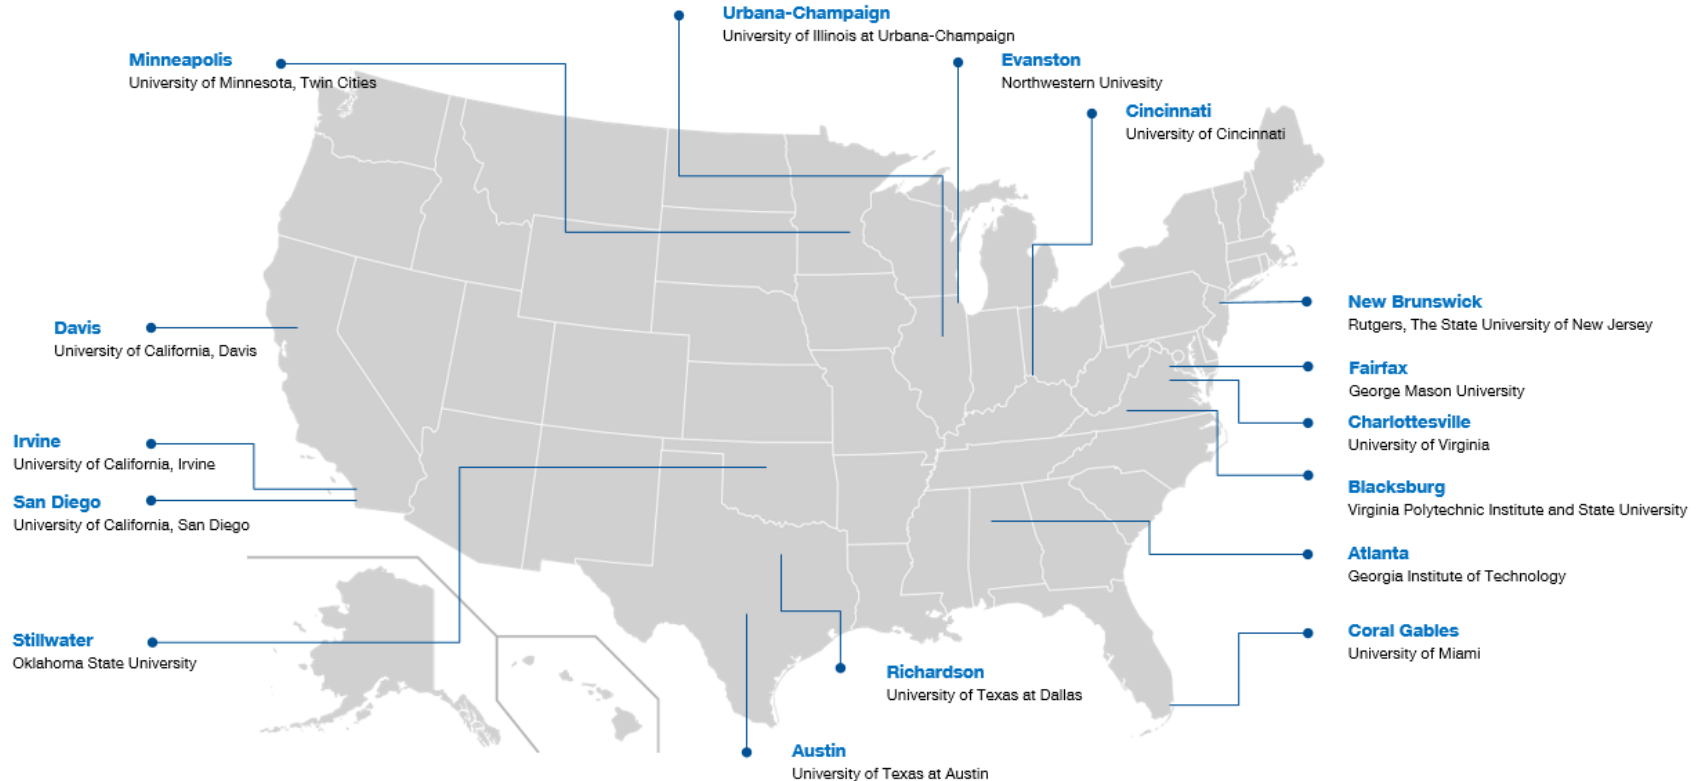 Urbana-Champaign
University of Illinois at Urbana-Champaign
Minneapolis
University of Minnesota, Twin Cities
Evanston
Northwestern Univesity
Cincinnati
University of Cincinnati
New Brunswick
Rutgers, The State University of New Jersey
Davis
University of California, Davis
Fairfax
George Mason University
Charlottesville
University of Virginia
Irvine
University of California, Irvine
Blacksburg
Virginia Polytechnic Institute and State University
San Diego
University of California, San Diego
Atlanta
Georgia Institute of Technology
Coral Gables
University of Miami
Stillwater
Oklahoma State University
Richardson
University of Texas at Dallas
Austin
University of Texas at Austin